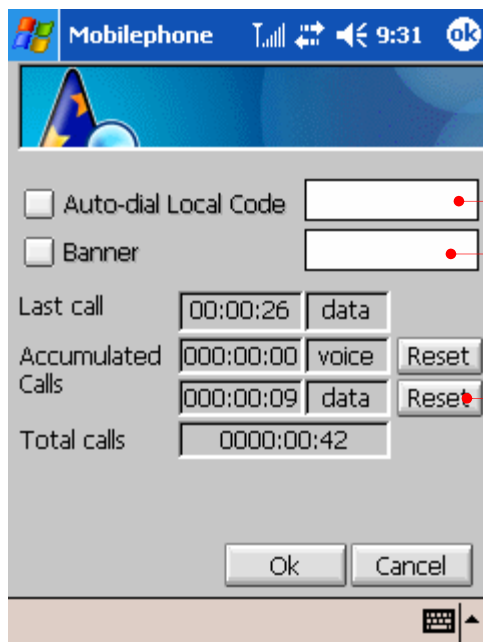 Mobilephone 9:31 ok
Auto-dial Local Code
Banner
Last call 00:00:26 data
Accumulated Calls 000:00:00 voice Reset
000:00:09 data Reset
Total calls 0000:00:42
Ok Cancel